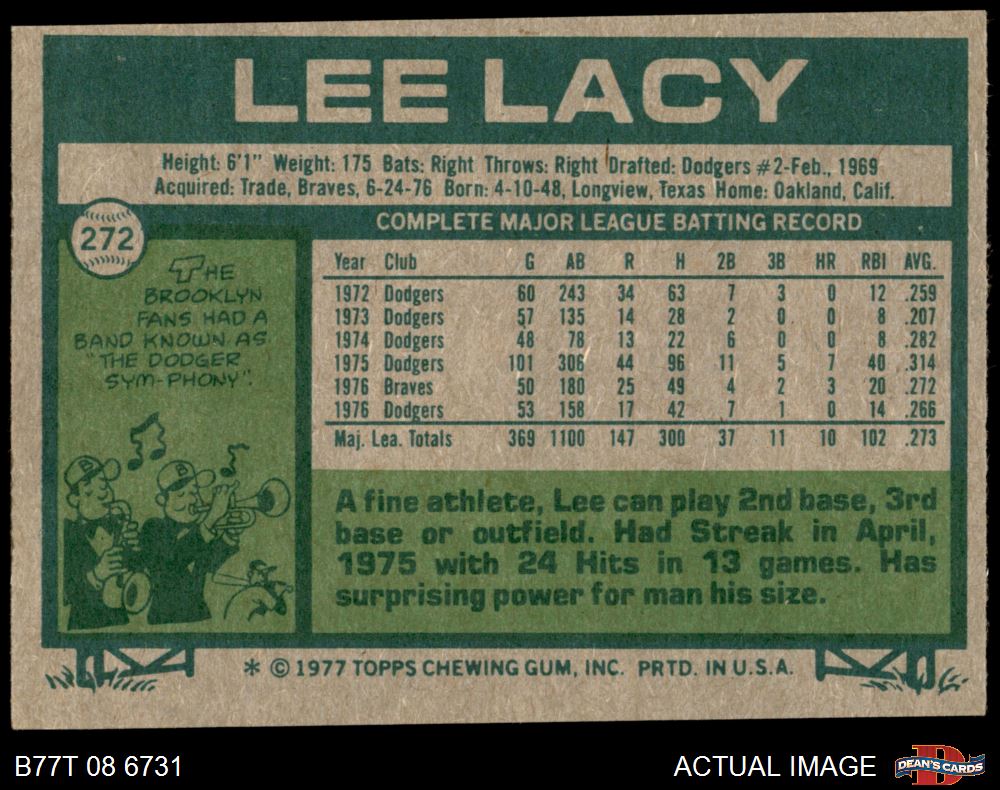 LEE LACY
Height: 6'1" Weight: 175 Bats: Right Throws: Right Drafted: Dodgers #2-Feb., 1969
Acquired: Trade, Braves, 6-24-76 Born: 4-10-48, Longview, Texas Home: Oakland, Calif.
COMPLETE MAJOR LEAGUE BATTING RECORD
272
THE
BROOKLYN
FANS HAD A
BAND KNOWN AS
"THE DODGER
SYM-PHONY".
B
B
Year Club G AB R H 2B 3B HR RBI AVG.
1972 Dodgers 60 243 34 63 7 3 0 12 .259
1973 Dodgers 57 135 14 28 2 0 0 8 .207
1974 Dodgers 48 78 13 22 6 0 0 8 .282
1975 Dodgers 101 306 44 96 11 5 7 40 .314
1976 Braves 50 180 25 49 4 2 3 20 .272
1976 Dodgers 53 158 17 42 7 1 0 14 .266
Maj. Lea. Totals 369 1100 147 300 37 11 10 102 .273
A fine athlete, Lee can play 2nd base, 3rd
base or outfield. Had Streak in April,
1975 with 24 Hits in 13 games. Has
surprising power for man his size.
* © 1977 TOPPS CHEWING GUM, INC. PRTD. IN U.S.A.
B77T 08 6731
ACTUAL IMAGE
D
DEAN'S CARDS